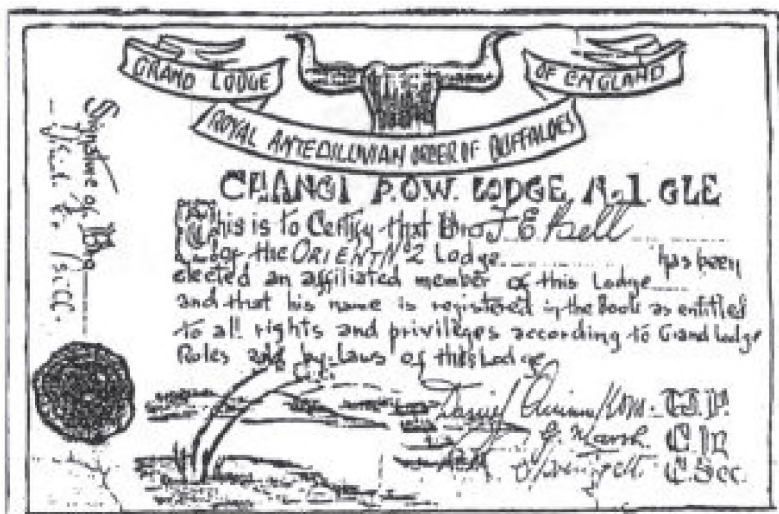 GRAND LODGE OF ENGLAND
ROYAL ANTEDILUVIAN ORDER OF BUFFALOES
CHANGI P.O.W. LODGE No.1 GLE
This is to Certify that Bro F E Bell
of the ORIENT No 2 Lodge has been
elected an affiliated member of this Lodge
and that his name is registered in the Book as entitled
to all rights and privileges according to Grand Lodge
Rules and by-laws of this Lodge
Signature of Bro
G. Marsh
C. Sec.